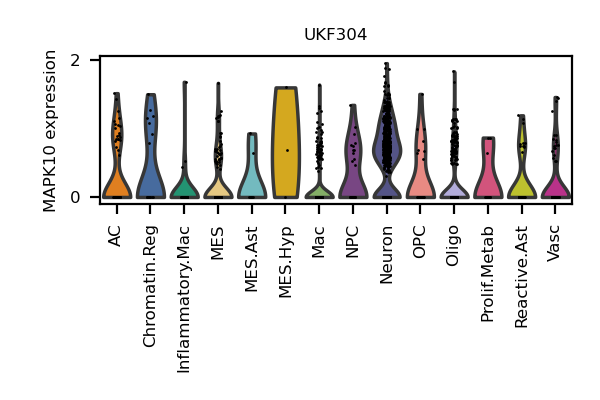 UKF304
MAPK10 expression
2
0
AC
Chromatin.Reg
Inflammatory.Mac
MES
MES.Ast
MES.Hyp
Mac
NPC
Neuron
OPC
Oligo
Prolif.Metab
Reactive.Ast
Vasc